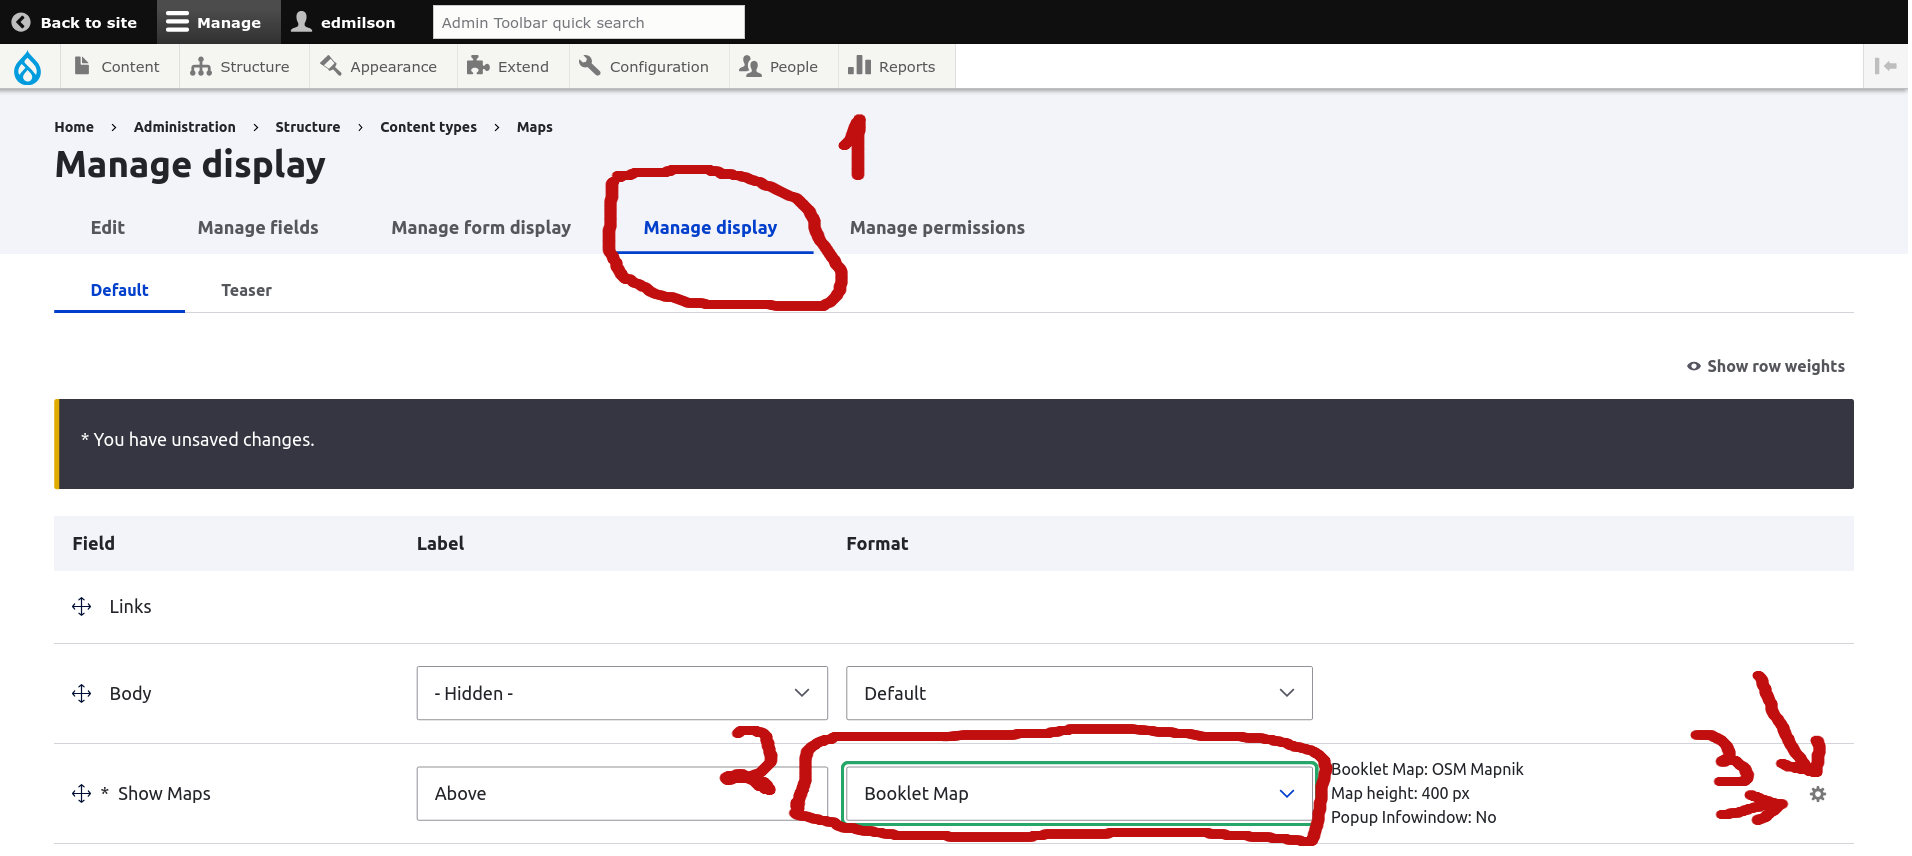 Back to site Manage edmilson Admin Toolbar quick search
Content Structure Appearance Extend Configuration People Reports
Home › Administration › Structure › Content types › Maps
1
Manage display
Edit Manage fields Manage form display Manage display Manage permissions
Default Teaser
Show row weights
* You have unsaved changes.
Field Label Format
Links
Body - Hidden - Default
2
3
Booklet Map: OSM Mapnik
* Show Maps Above Booklet Map Map height: 400 px
Popup Infowindow: No